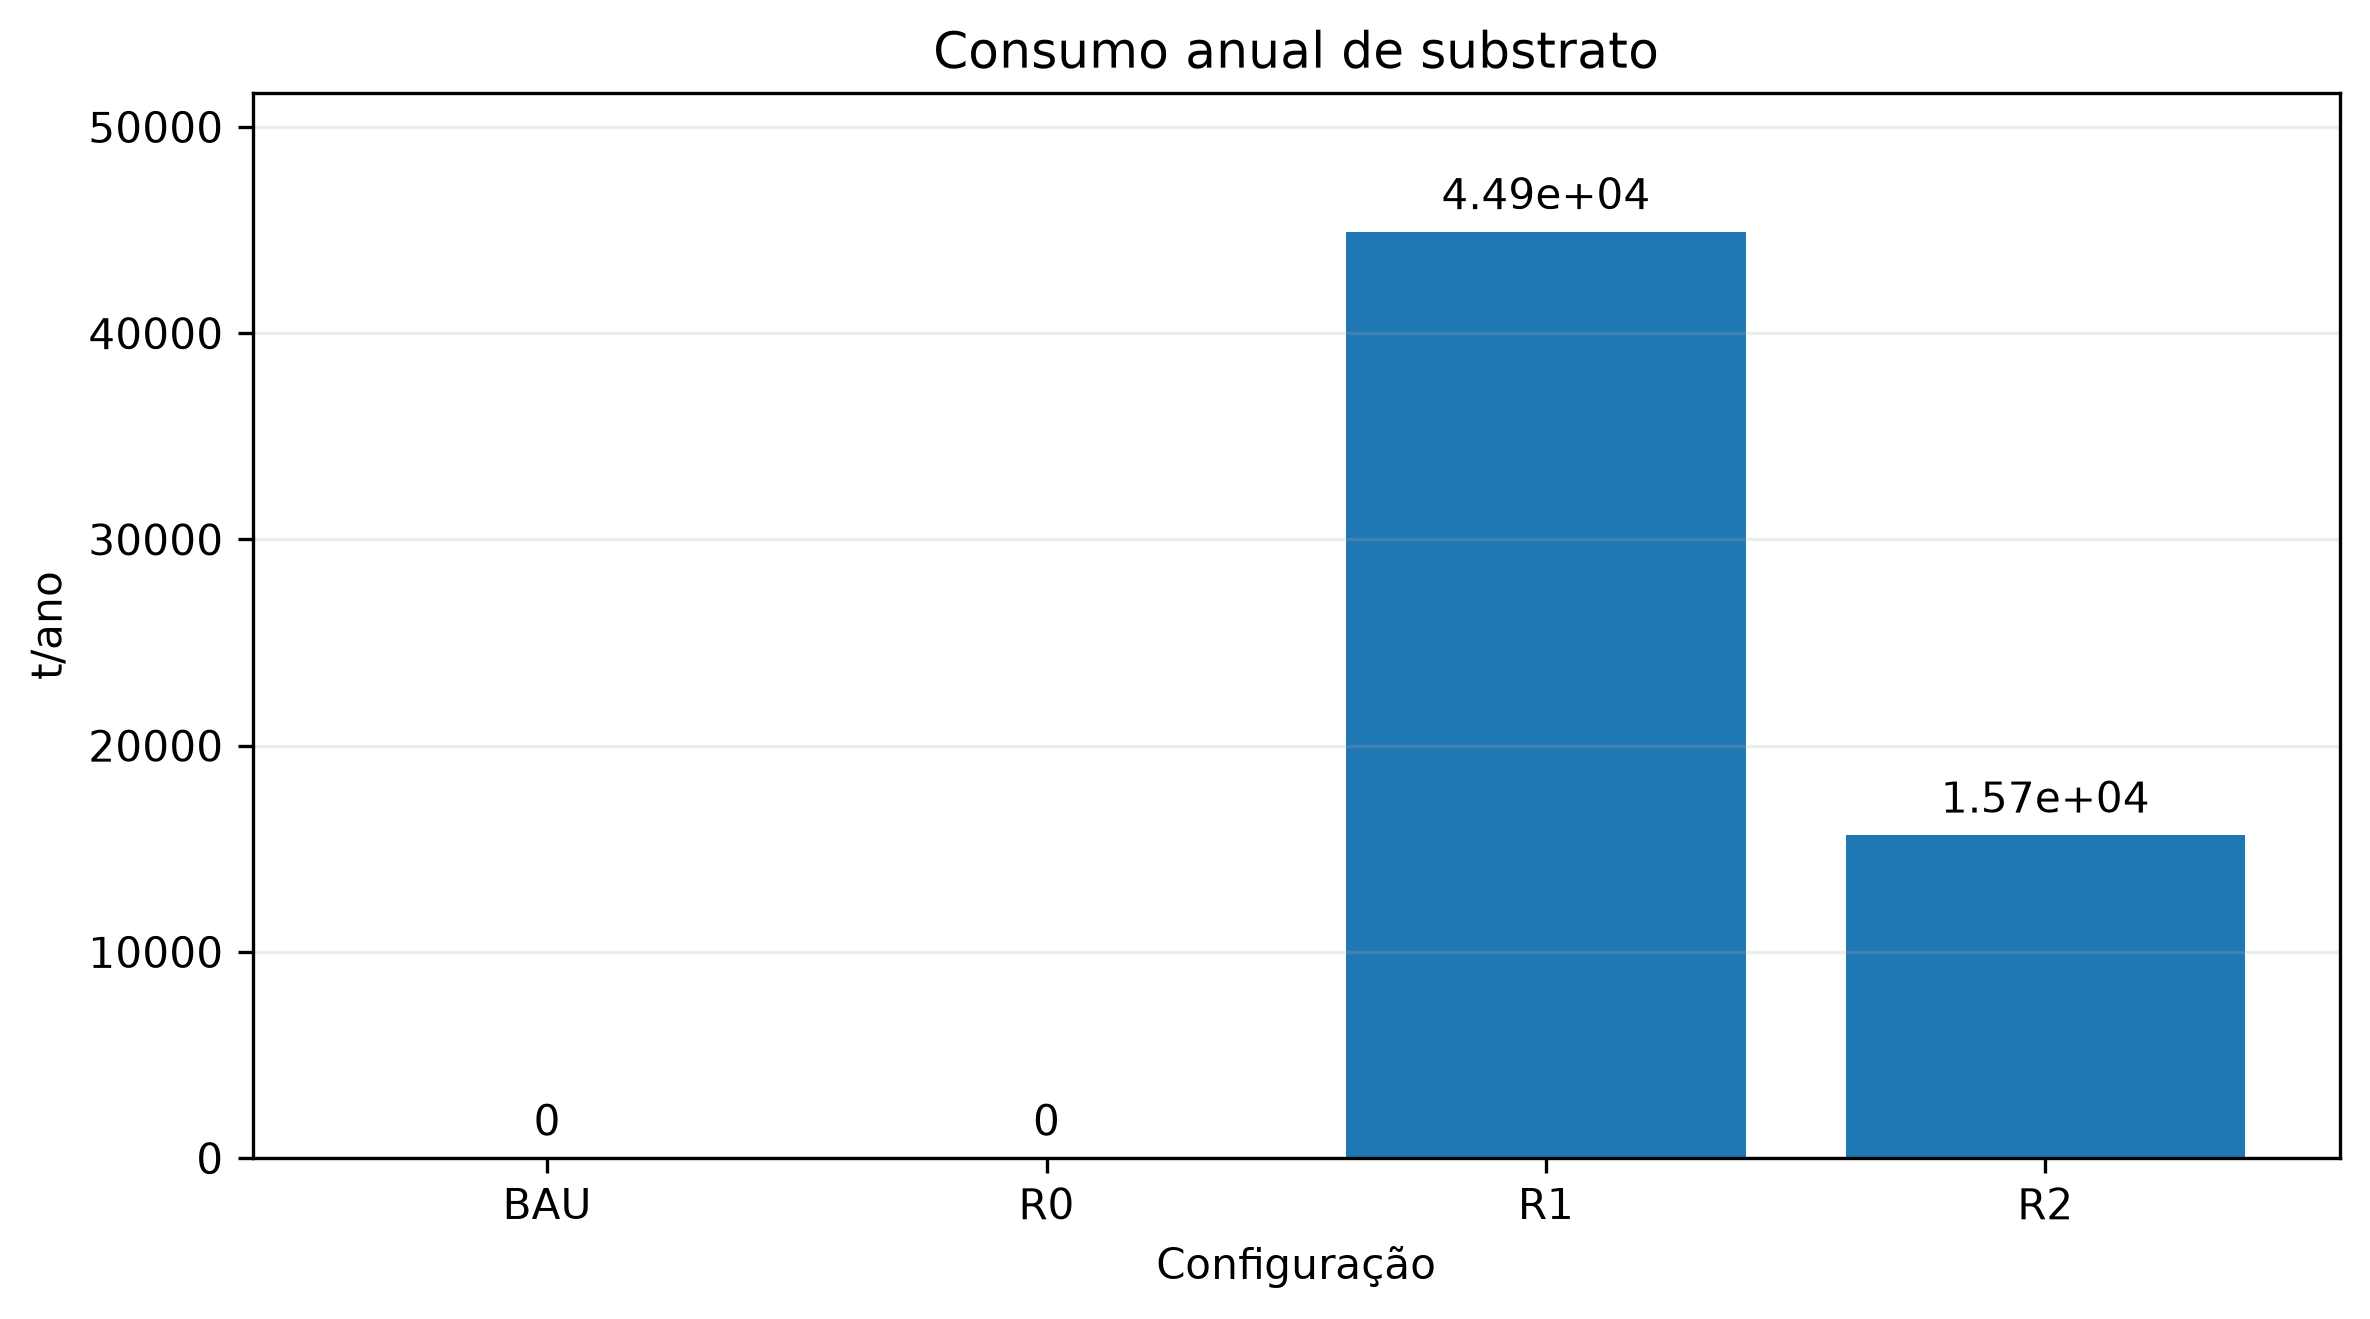 Consumo anual de substrato
50000
4.49e+04
40000
30000
t/ano
20000
1.57e+04
10000
0
0
0
BAU
R0
R1
R2
Configuração